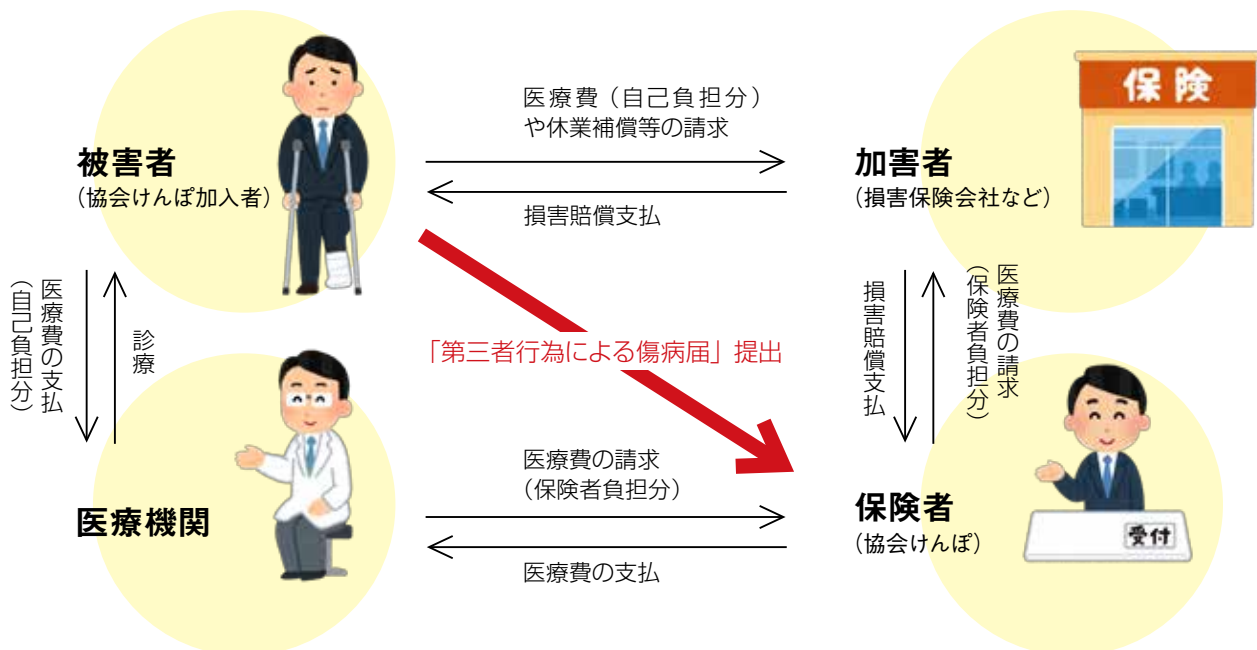 保険
被害者
(協会けんぽ加入者)
医療費(自己負担分)
や休業補償等の請求
損害賠償支払
加害者
(損害保険会社など)
医療費の支払
(自己負担分)
診療
「第三者行為による傷病届」提出
損害賠償支払
医療費の請求
(保険者負担分)
医療機関
医療費の請求
(保険者負担分)
医療費の支払
保険者
(協会けんぽ)
受付